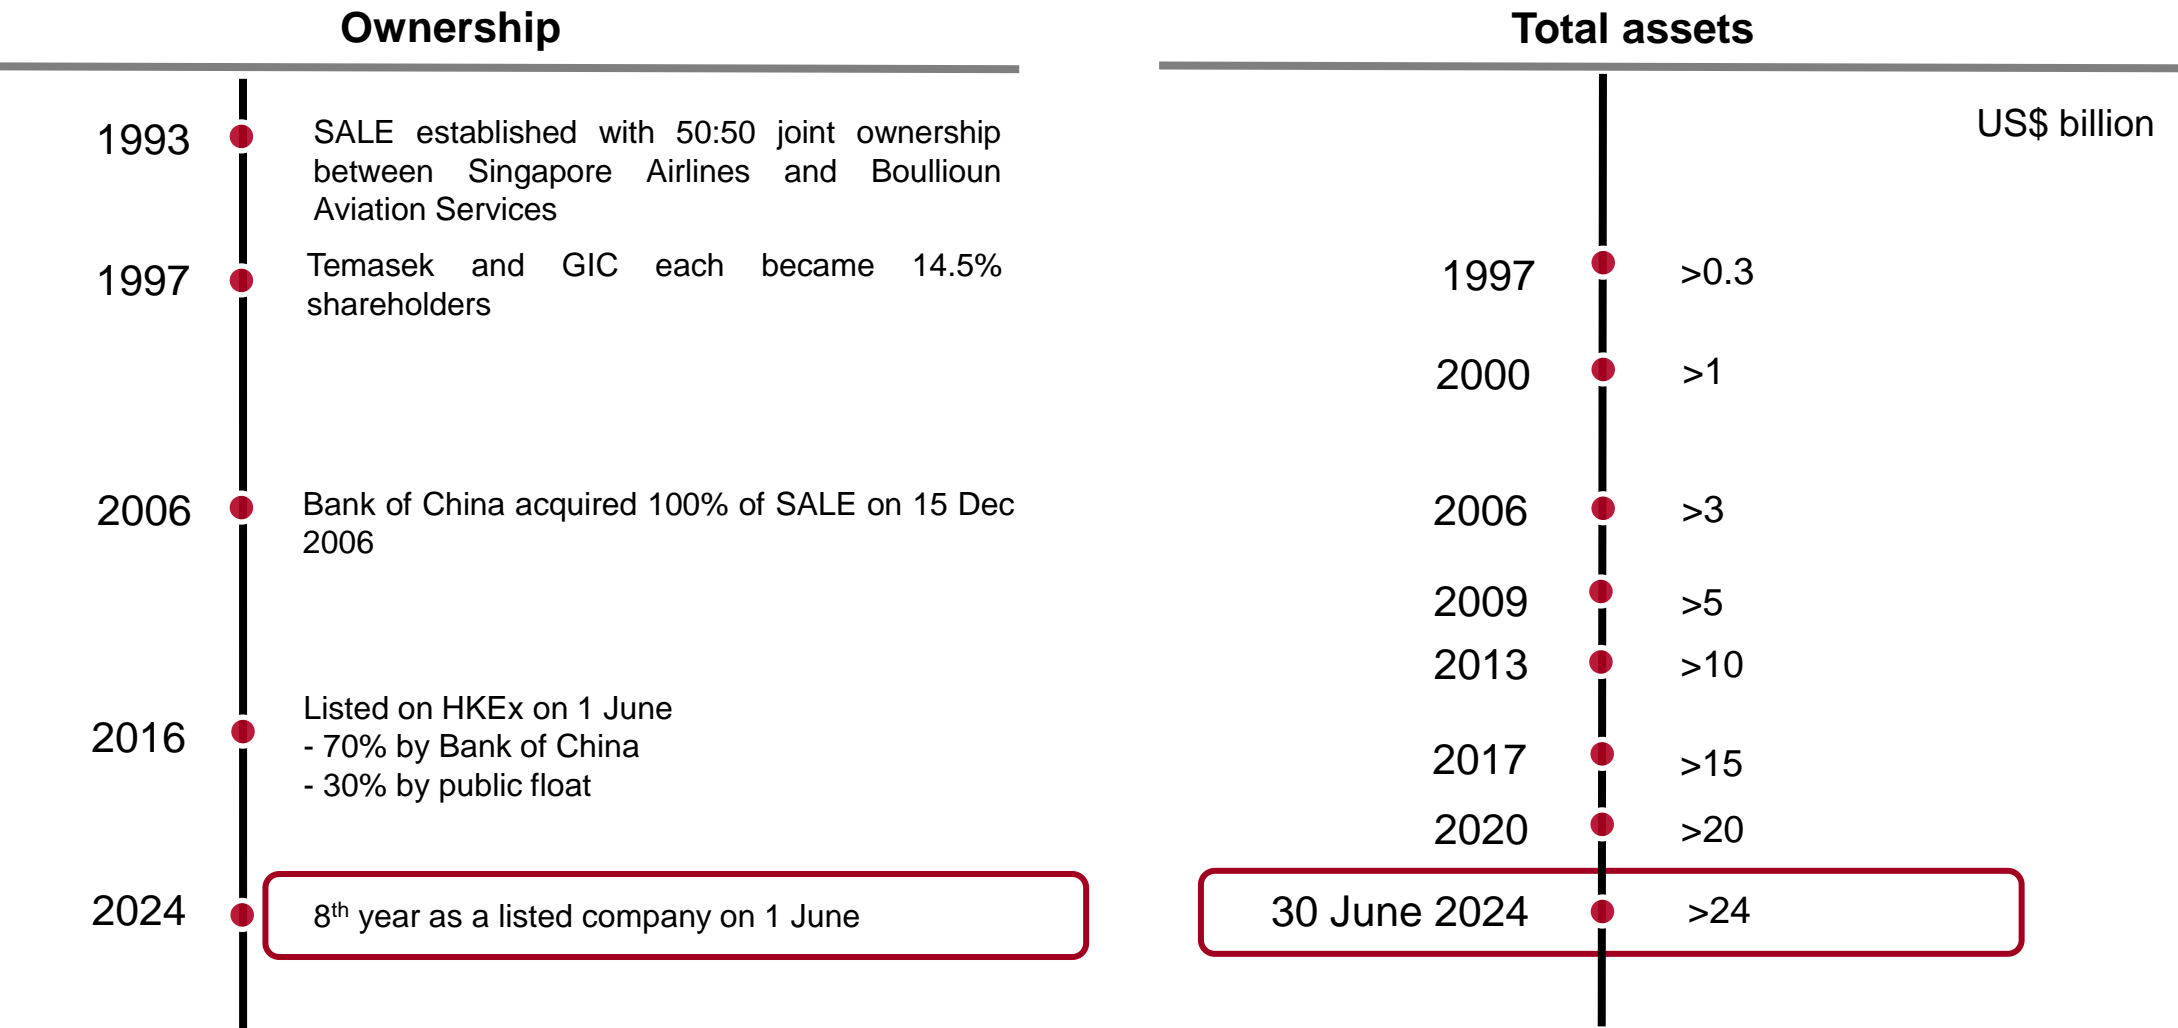 Ownership
1993
SALE established with 50:50 joint ownership
between Singapore Airlines and Boullioun
Aviation Services
1997
Temasek and GIC each became 14.5%
shareholders
2006
Bank of China acquired 100% of SALE on 15 Dec
2006
2016
Listed on HKEx on 1 June
- 70% by Bank of China
- 30% by public float
2024
8th year as a listed company on 1 June
Total assets
US$ billion
1997 >0.3
2000 >1
2006 >3
2009 >5
2013 >10
2017 >15
2020 >20
30 June 2024 >24